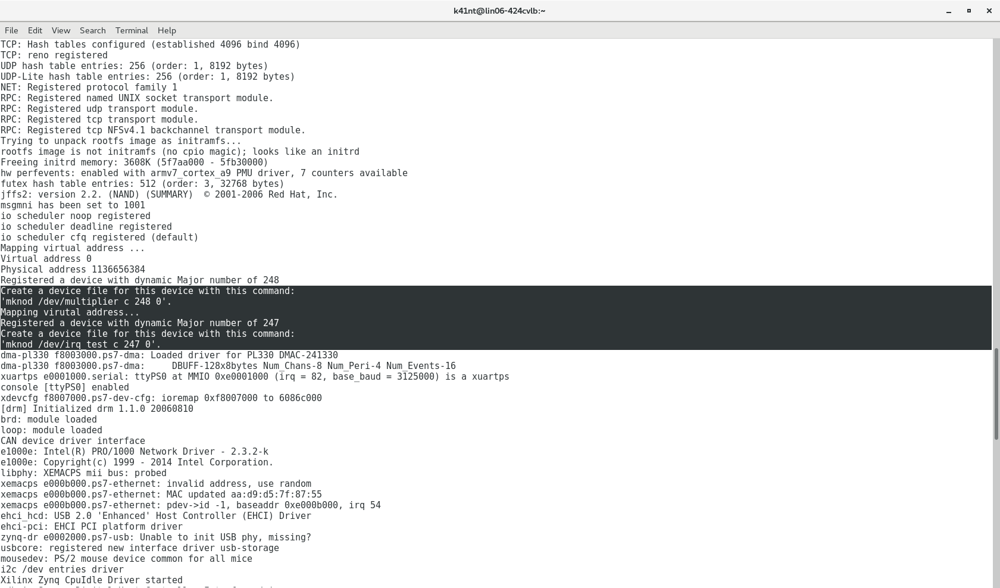 k41nt@lin06-424cvlb:~
File Edit View Search Terminal Help
TCP: Hash tables configured (established 4096 bind 4096)
TCP: reno registered
UDP hash table entries: 256 (order: 1, 8192 bytes)
UDP-Lite hash table entries: 256 (order: 1, 8192 bytes)
NET: Registered protocol family 1
RPC: Registered named UNIX socket transport module.
RPC: Registered udp transport module.
RPC: Registered tcp transport module.
RPC: Registered tcp NFSv4.1 backchannel transport module.
Trying to unpack rootfs image as initramfs...
rootfs image is not initramfs (no cpio magic); looks like an initrd
Freeing initrd memory: 3608K (5f7aa000 - 5fb30000)
hw perfevents: enabled with armv7_cortex_a9 PMU driver, 7 counters available
futex hash table entries: 512 (order: 3, 32768 bytes)
jffs2: version 2.2. (NAND) (SUMMARY)  © 2001-2006 Red Hat, Inc.
msgmni has been set to 1001
io scheduler noop registered
io scheduler deadline registered
io scheduler cfq registered (default)
Mapping virtual address ...
Virtual address 0
Physical address 1136656384
Registered a device with dynamic Major number of 248
Create a device file for this device with this command:
'mknod /dev/multiplier c 248 0'.
Mapping virutal address...
Registered a device with dynamic Major number of 247
Create a device file for this device with this command:
'mknod /dev/irq_test c 247 0'.
dma-pl330 f8003000.ps7-dma: Loaded driver for PL330 DMAC-241330
dma-pl330 f8003000.ps7-dma:     DBUFF-128x8bytes Num_Chans-8 Num_Peri-4 Num_Events-16
xuartps e0001000.serial: ttyPS0 at MMIO 0xe0001000 (irq = 82, base_baud = 3125000) is a xuartps
console [ttyPS0] enabled
xdevcfg f8007000.ps7-dev-cfg: ioremap 0xf8007000 to 6086c000
[drm] Initialized drm 1.1.0 20060810
brd: module loaded
loop: module loaded
CAN device driver interface
e1000e: Intel(R) PRO/1000 Network Driver - 2.3.2-k
e1000e: Copyright(c) 1999 - 2014 Intel Corporation.
libphy: XEMACPS mii bus: probed
xemacps e000b000.ps7-ethernet: invalid address, use random
xemacps e000b000.ps7-ethernet: MAC updated aa:d9:d5:7f:87:55
xemacps e000b000.ps7-ethernet: pdev->id -1, baseaddr 0xe000b000, irq 54
ehci_hcd: USB 2.0 'Enhanced' Host Controller (EHCI) Driver
ehci-pci: EHCI PCI platform driver
zynq-dr e0002000.ps7-usb: Unable to init USB phy, missing?
usbcore: registered new interface driver usb-storage
mousedev: PS/2 mouse device common for all mice
i2c /dev entries driver
Xilinx Zynq CpuIdle Driver started